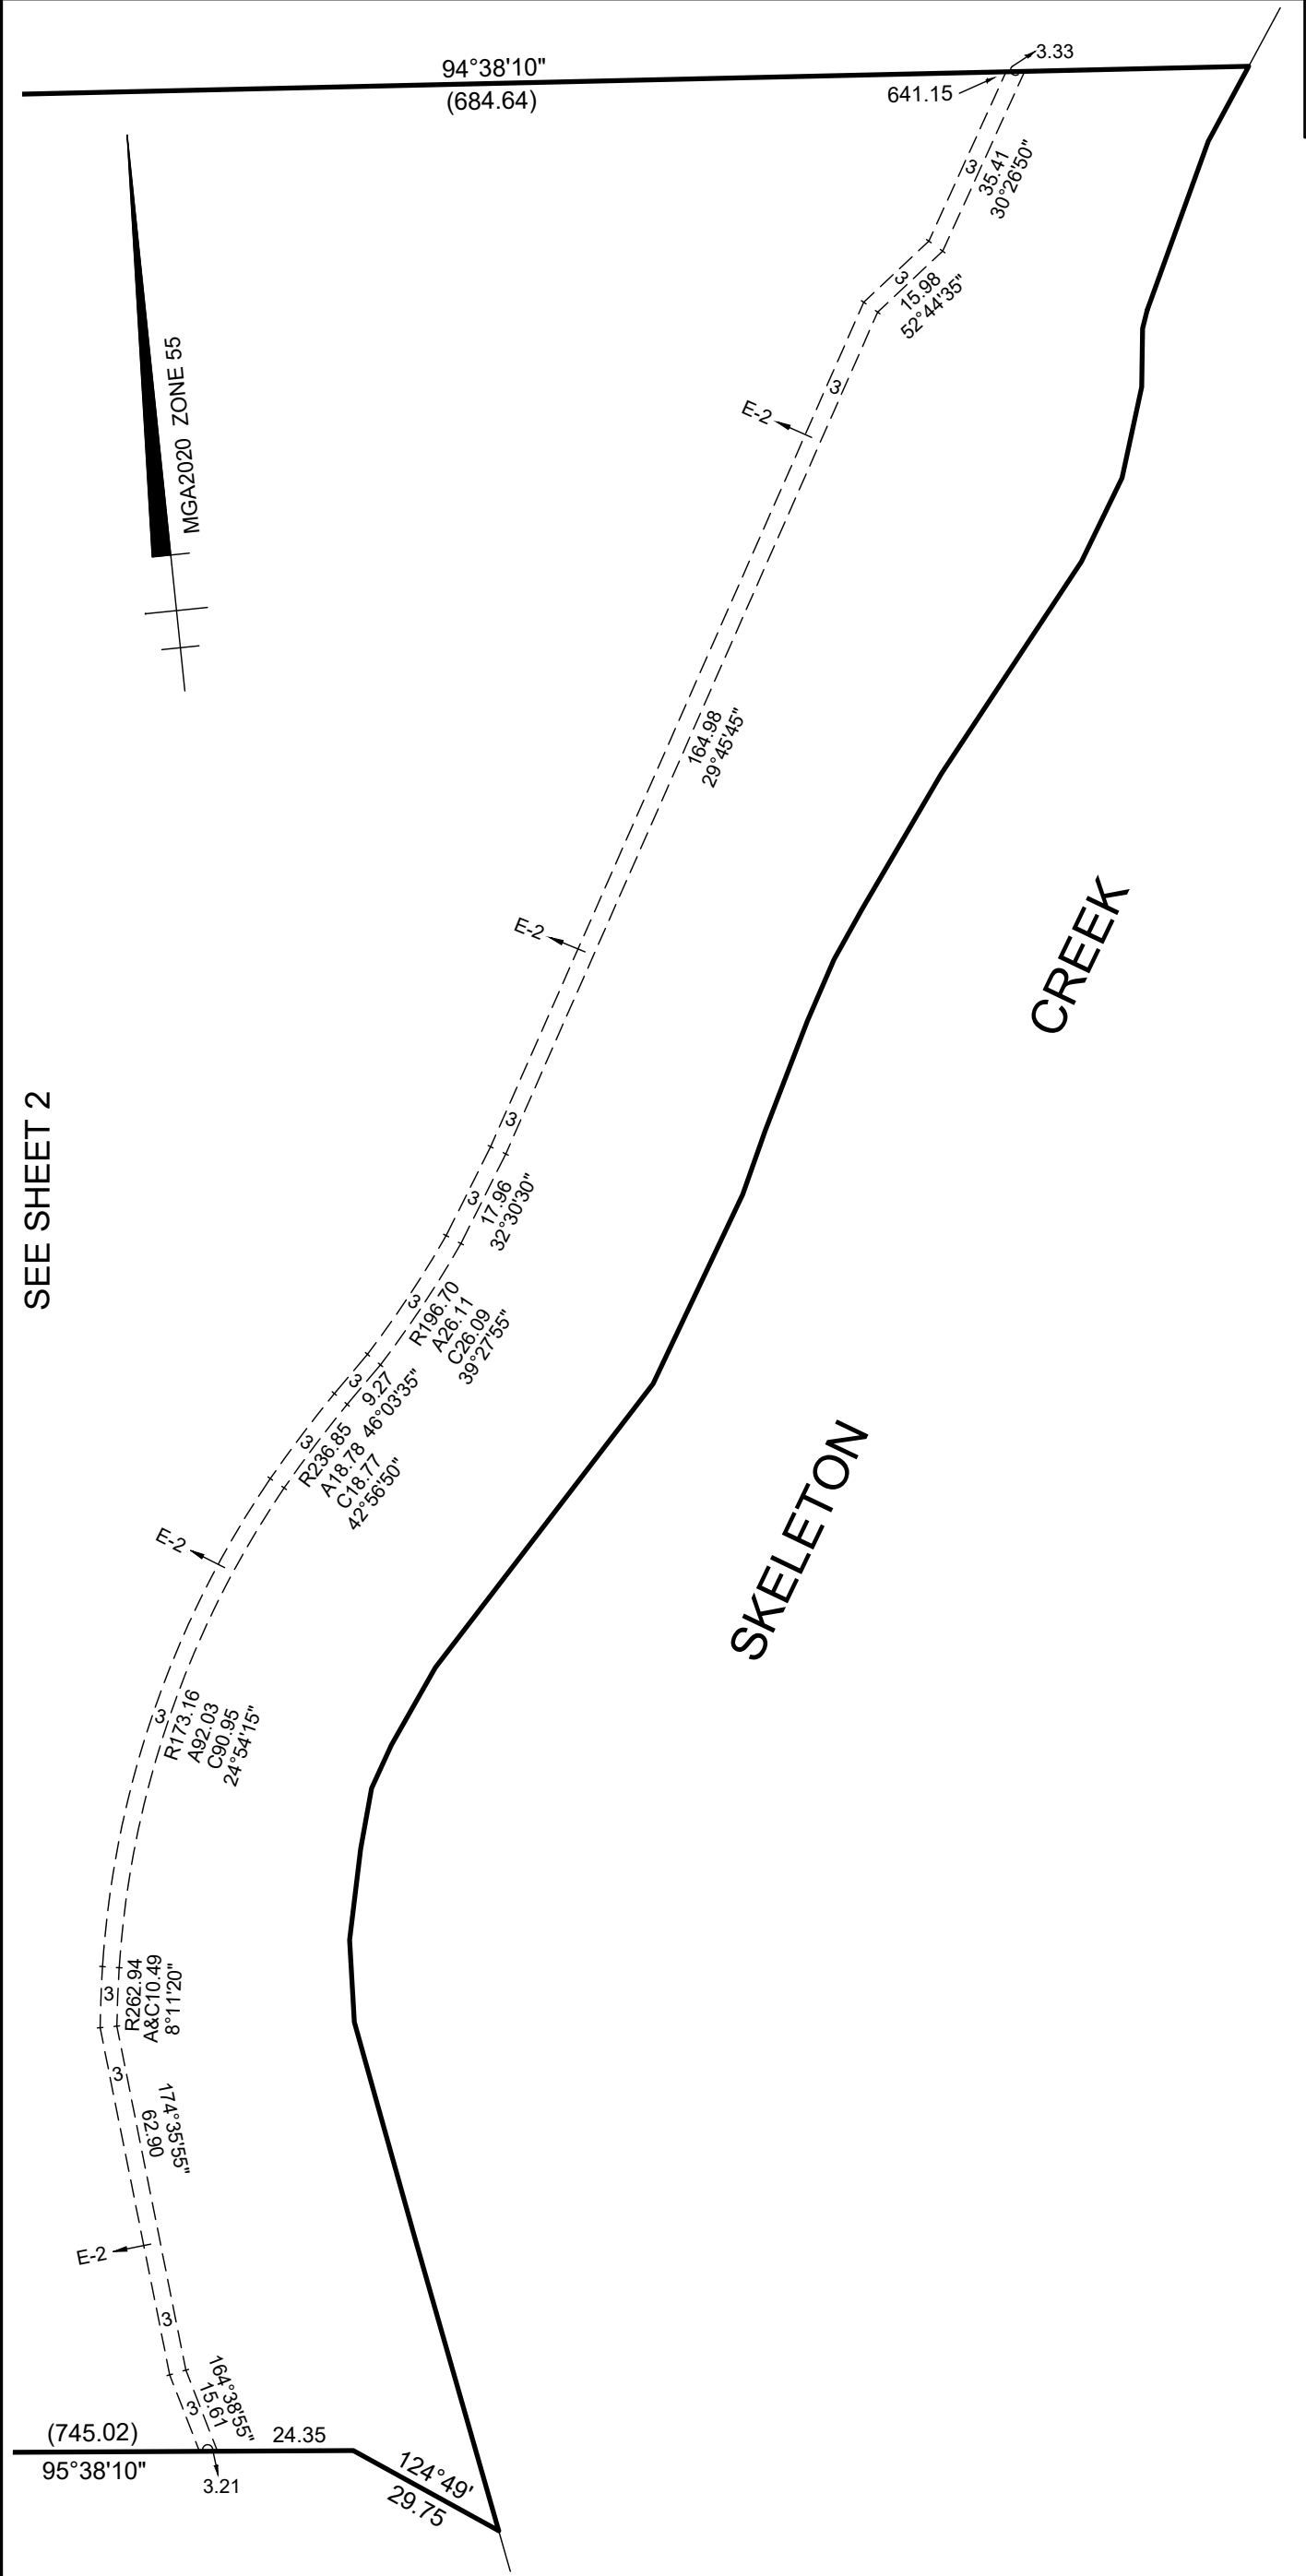 94°38'10"
(684.64)
3.33
641.15
3
35.41
30°26'50"
3
15.98
52°44'35"
3
E-2
MGA2020 ZONE 55
164.98
29°45'45"
E-2
CREEK
SEE SHEET 2
3
3
17.96
32°30'30"
3
R196.70
A26.11
C26.09
39°27'55"
3
9.27
46°03'35"
3
R236.85
A18.78
C18.77
42°56'50"
SKELETON
E-2
3
R173.16
A92.03
C90.95
24°54'15"
3
R262.94
A&C10.49
8°11'20"
3
174°35'55"
62.90
E-2
3
164°38'55"
15.61
3
(745.02)
95°38'10"
24.35
3.21
124°49'
29.75